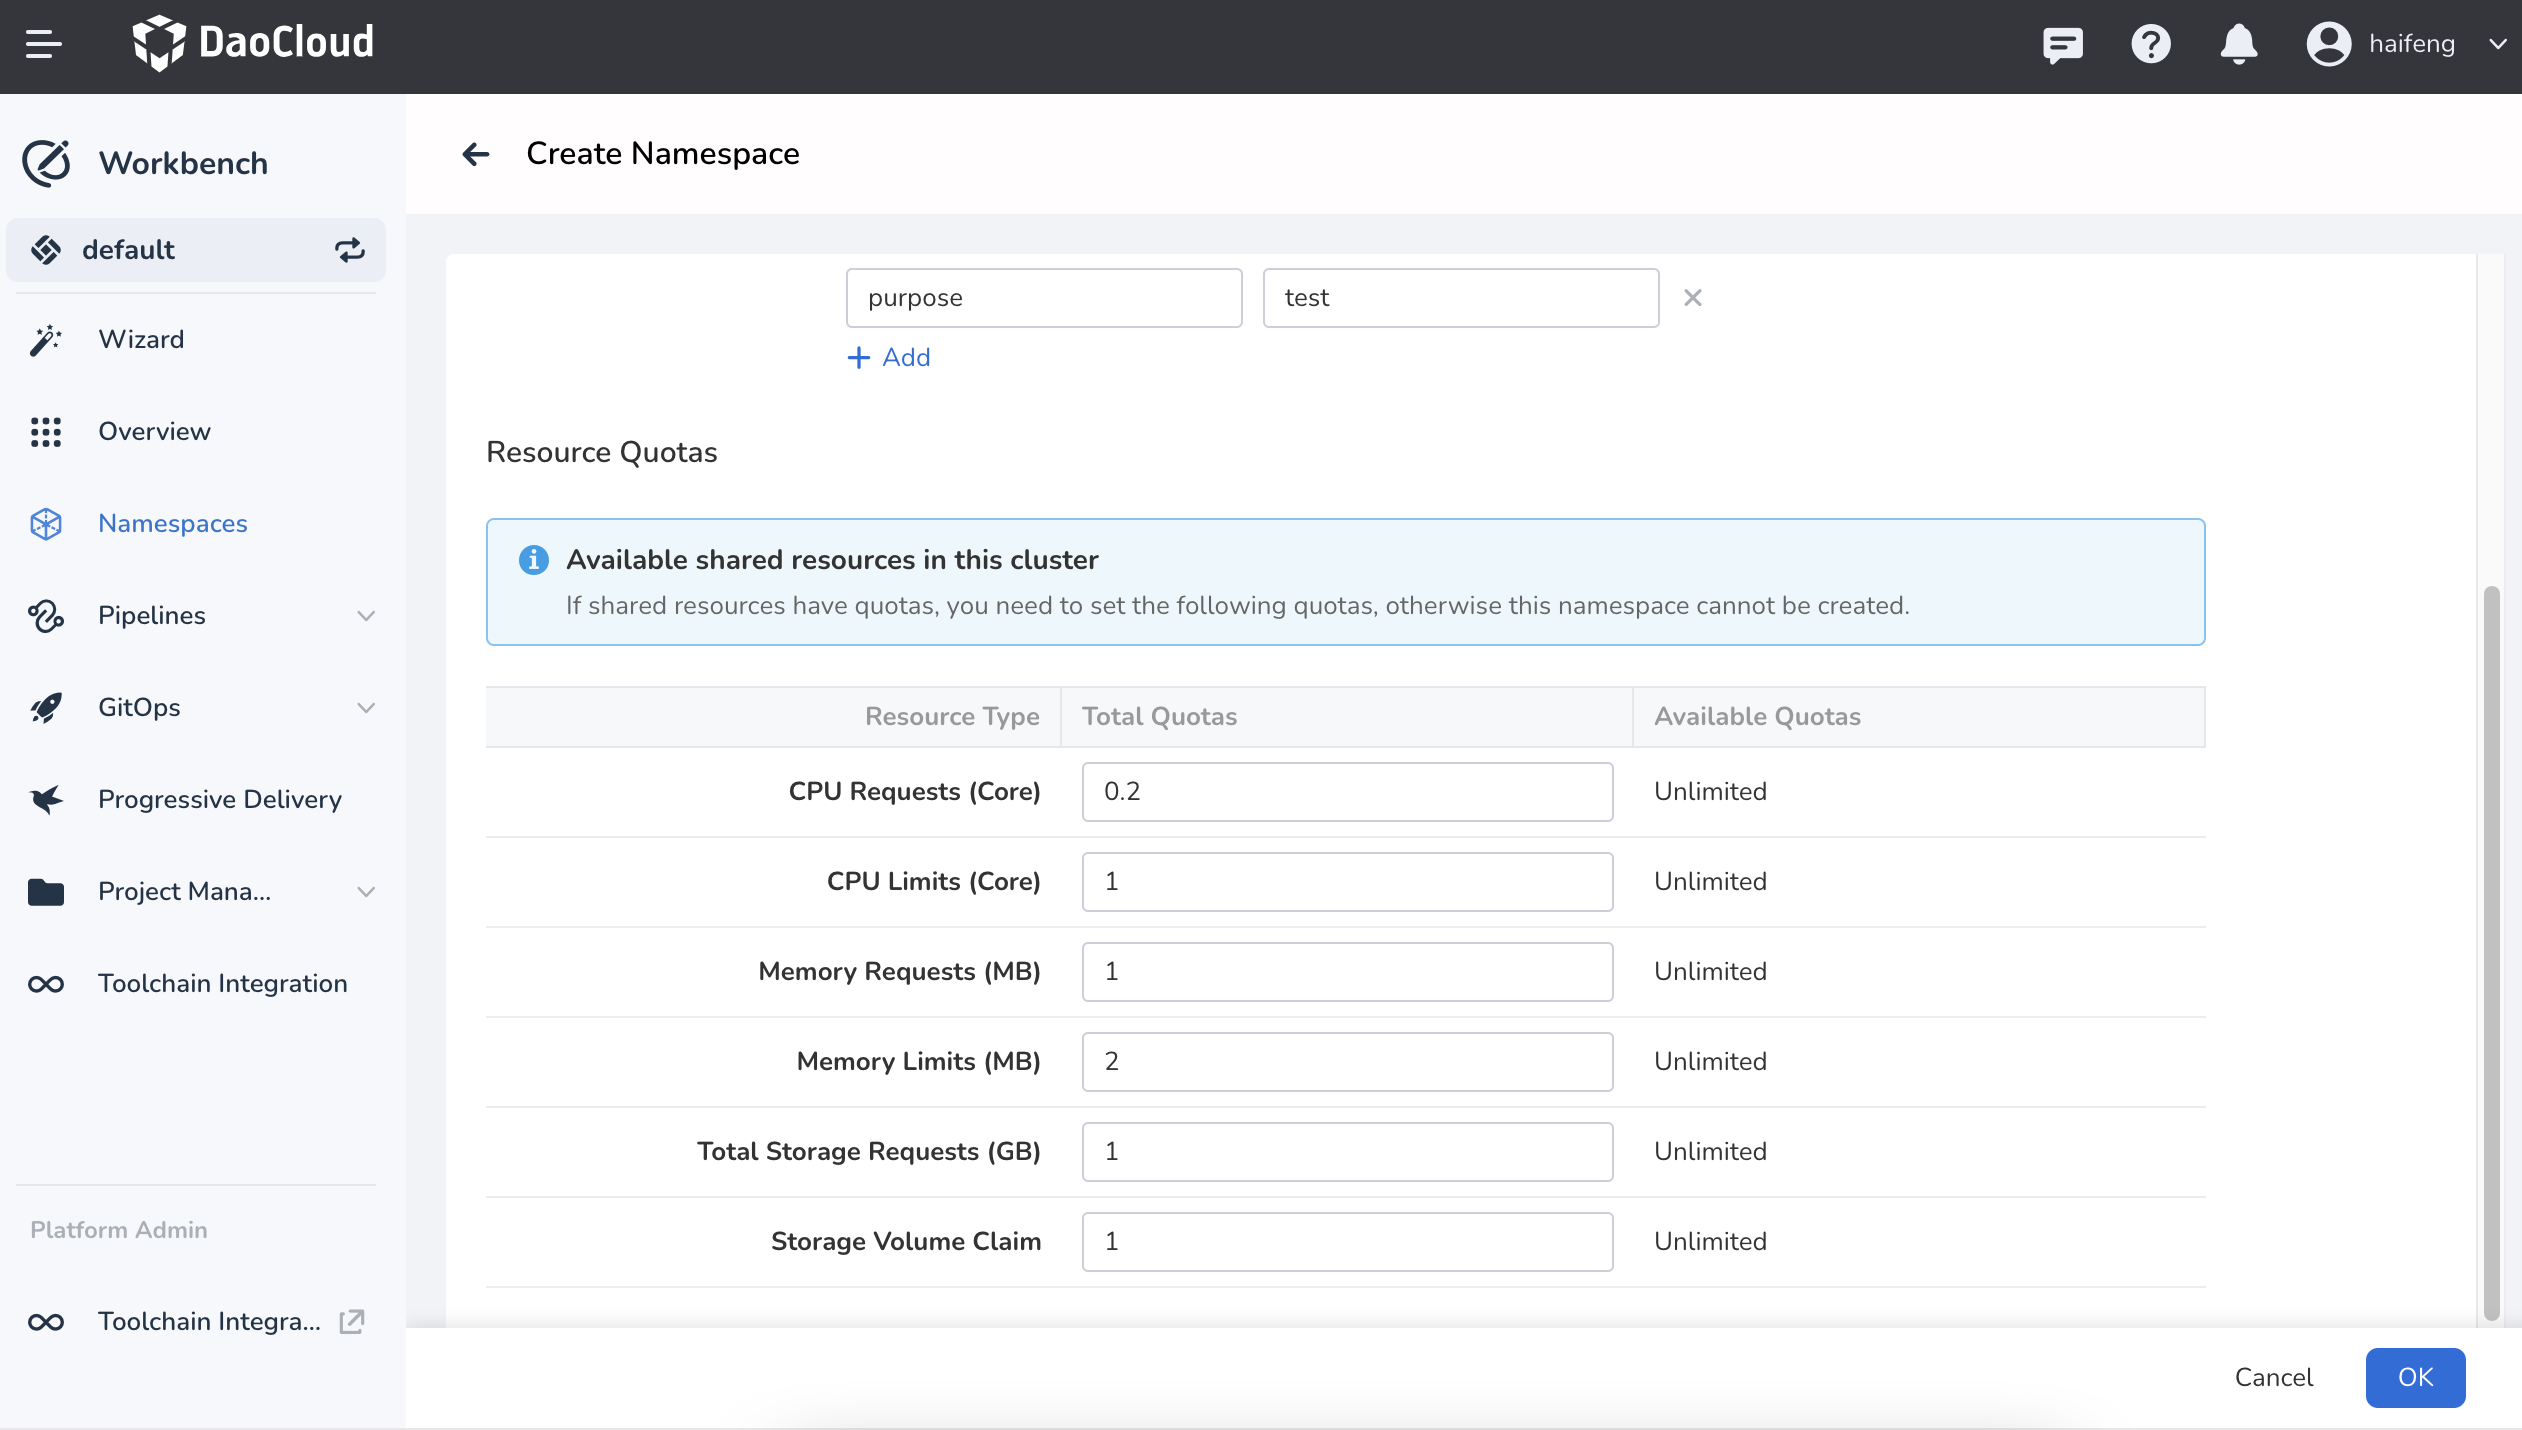 DaoCloud
haifeng
Workbench
default
Wizard
Overview
Namespaces
Pipelines
GitOps
Progressive Delivery
Project Mana...
Toolchain Integration
Platform Admin
Toolchain Integra...
Create Namespace
purpose test
Add
Resource Quotas
Available shared resources in this cluster
If shared resources have quotas, you need to set the following quotas, otherwise this namespace cannot be created.
Resource Type Total Quotas Available Quotas
CPU Requests (Core) 0.2 Unlimited
CPU Limits (Core) 1 Unlimited
Memory Requests (MB) 1 Unlimited
Memory Limits (MB) 2 Unlimited
Total Storage Requests (GB) 1 Unlimited
Storage Volume Claim 1 Unlimited
Cancel OK